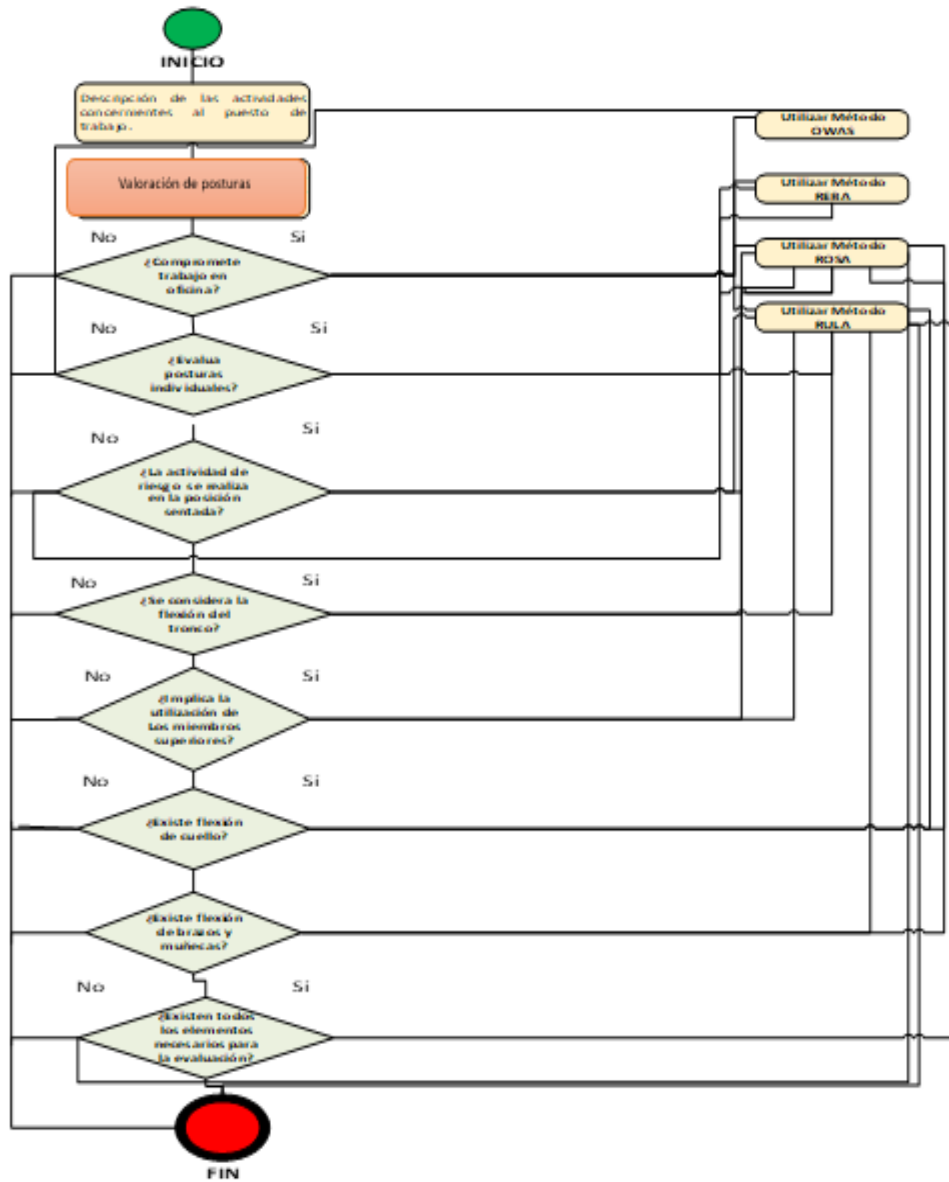 INICIO
Descripción de las actividades
concernientes al puesto de
trabajo.
Utilizar Método
OWAS
Valoración de posturas
Utilizar Método
REBA
No
Si
¿Compromete
trabajo en
oficina?
Utilizar Método
ROSA
No
Si
Utilizar Método
RULA
¿Evalua
posturas
individuales?
No
Si
¿La actividad de
riesgo se realiza
en la posición
sentada?
No
Si
¿Se considera la
flexión del
tronco?
No
Si
¿Implica la
utilización de
Los miembros
superiores?
No
Si
¿Existe flexión
de cuello?
¿Existe flexión
de brazos y
muñecas?
No
Si
¿Existen todos
los elementos
necesarios para
la evaluación?
FIN